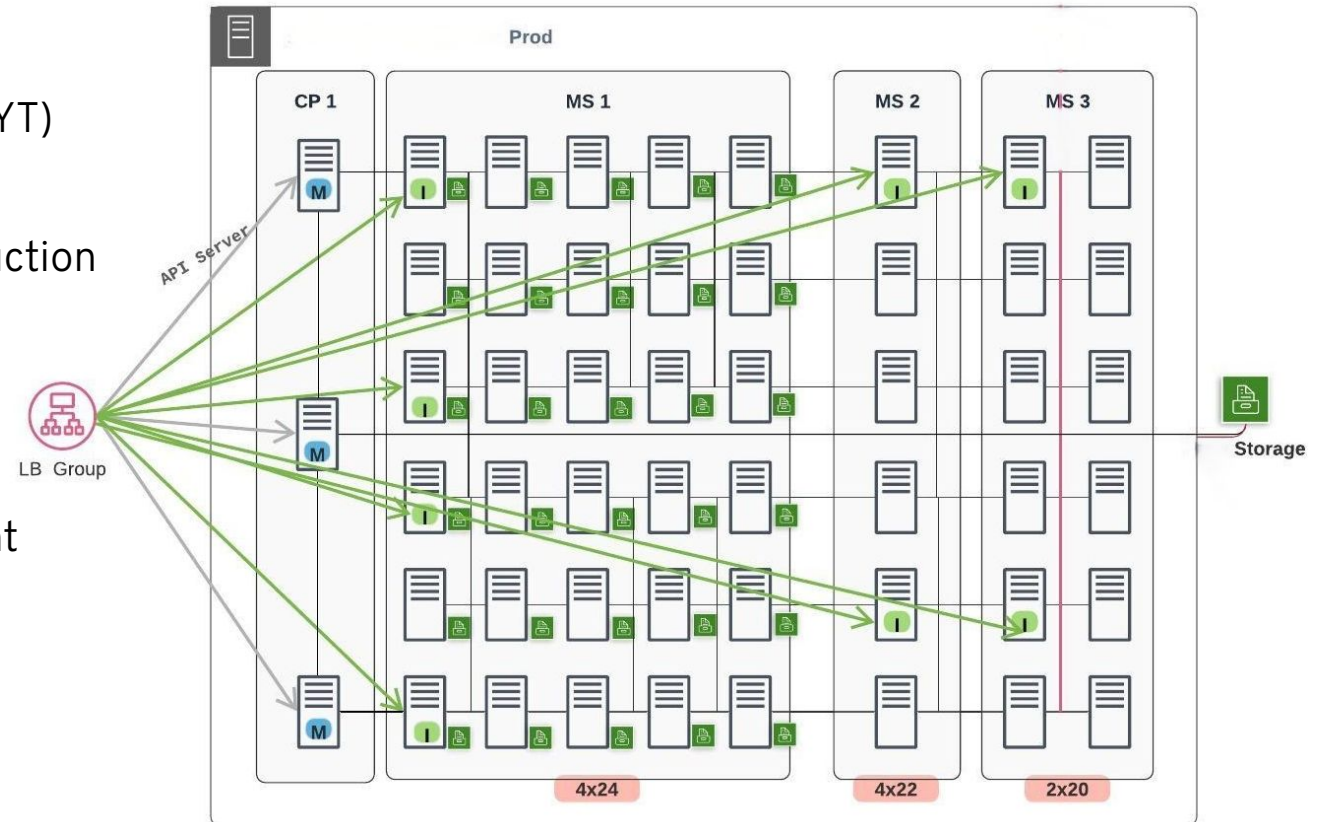 YT)
uction
nt
Prod
CP 1
MS 1
MS 2
MS 3
M
I
I
I
API Server
I
M
LB Group
I
Storage
I
I
M
I
4x24
4x22
2x20